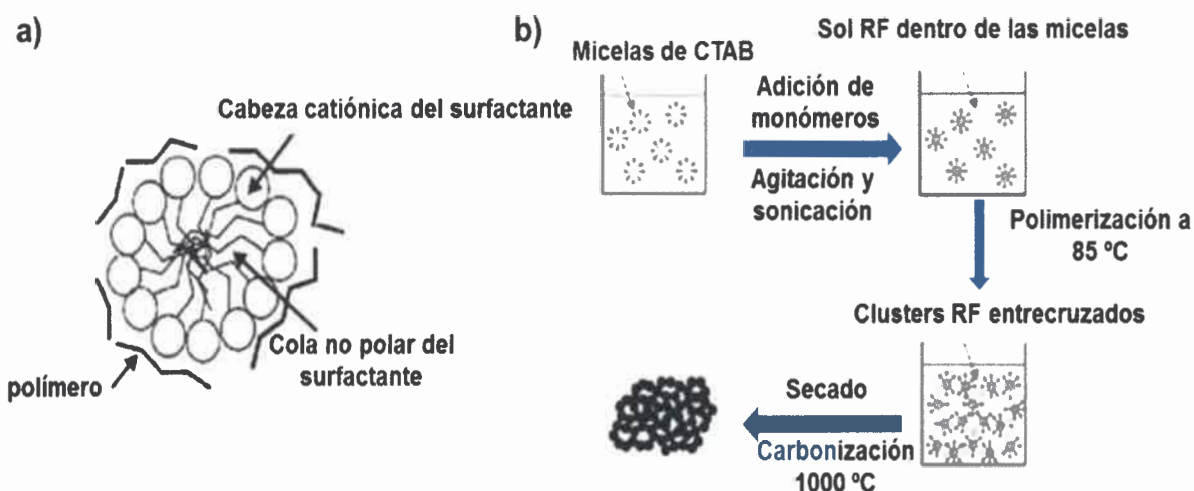 a)
Cabeza catiónica del surfactante
Cola no polar del
surfactante
polímero
b)
Micelas de CTAB
Sol RF dentro de las micelas
Adición de
monómeros
Agitación y
sonicación
Polimerización a
85 ºC
Clusters RF entrecruzados
Secado
Carbonización
1000 ºC